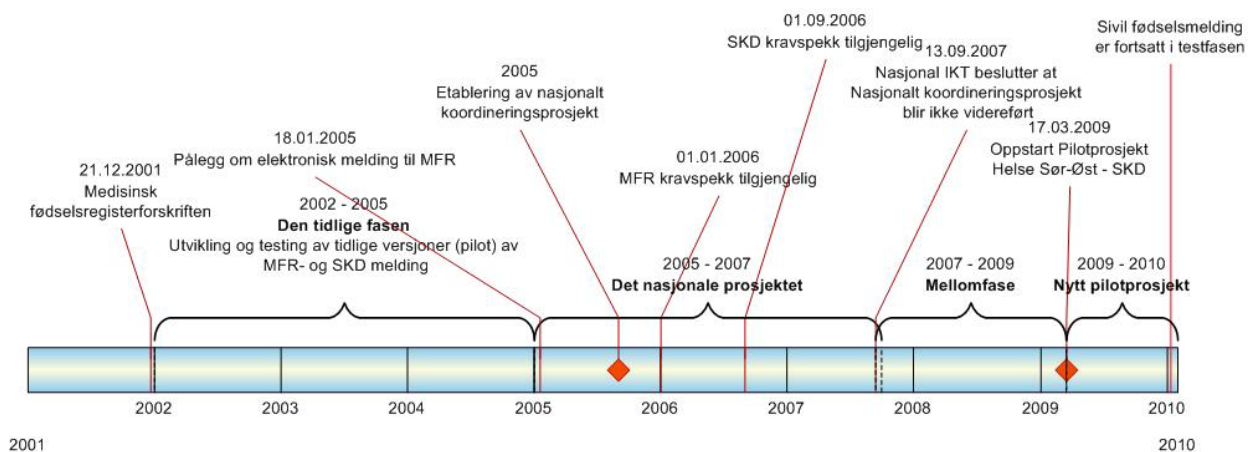 21.12.2001
Medisinsk
fødselsregisterforskriften
18.01.2005
Pålegg om elektronisk melding til MFR
2002 - 2005
Den tidlige fasen
Utvikling og testing av tidlige versjoner (pilot) av
MFR- og SKD melding
2005
Etablering av nasjonalt
koordineringsprosjekt
01.01.2006
MFR kravspekk tilgjengelig
01.09.2006
SKD kravspekk tilgjengelig
2005 - 2007
Det nasjonale prosjektet
13.09.2007
Nasjonal IKT beslutter at
Nasjonalt koordineringsprosjekt
blir ikke videreført
2007 - 2009
Mellomfase
17.03.2009
Oppstart Pilotprosjekt
Helse Sør-Øst - SKD
2009 - 2010
Nytt pilotprosjekt
Sivil fødselsmelding
er fortsatt i testfasen
2002
2003
2004
2005
2006
2007
2008
2009
2010
2001
2010